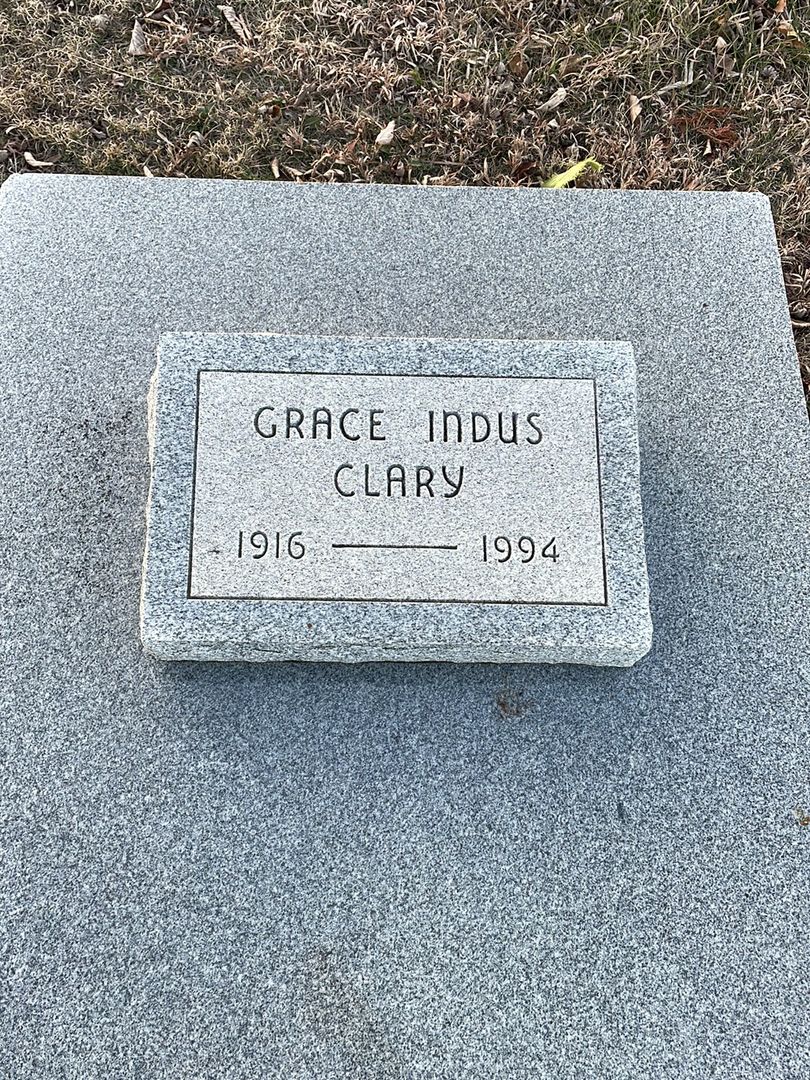 GRACE INDUS
CLARY
1916 — 1994